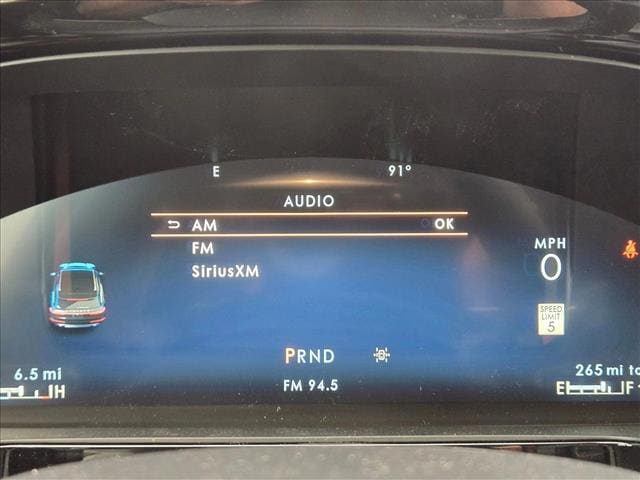 E 91°
AUDIO
AM OK
FM
SiriusXM
MPH
0
SPEED
LIMIT
5
PRND
6.5 mi
FM 94.5
265 mi to
H
E F